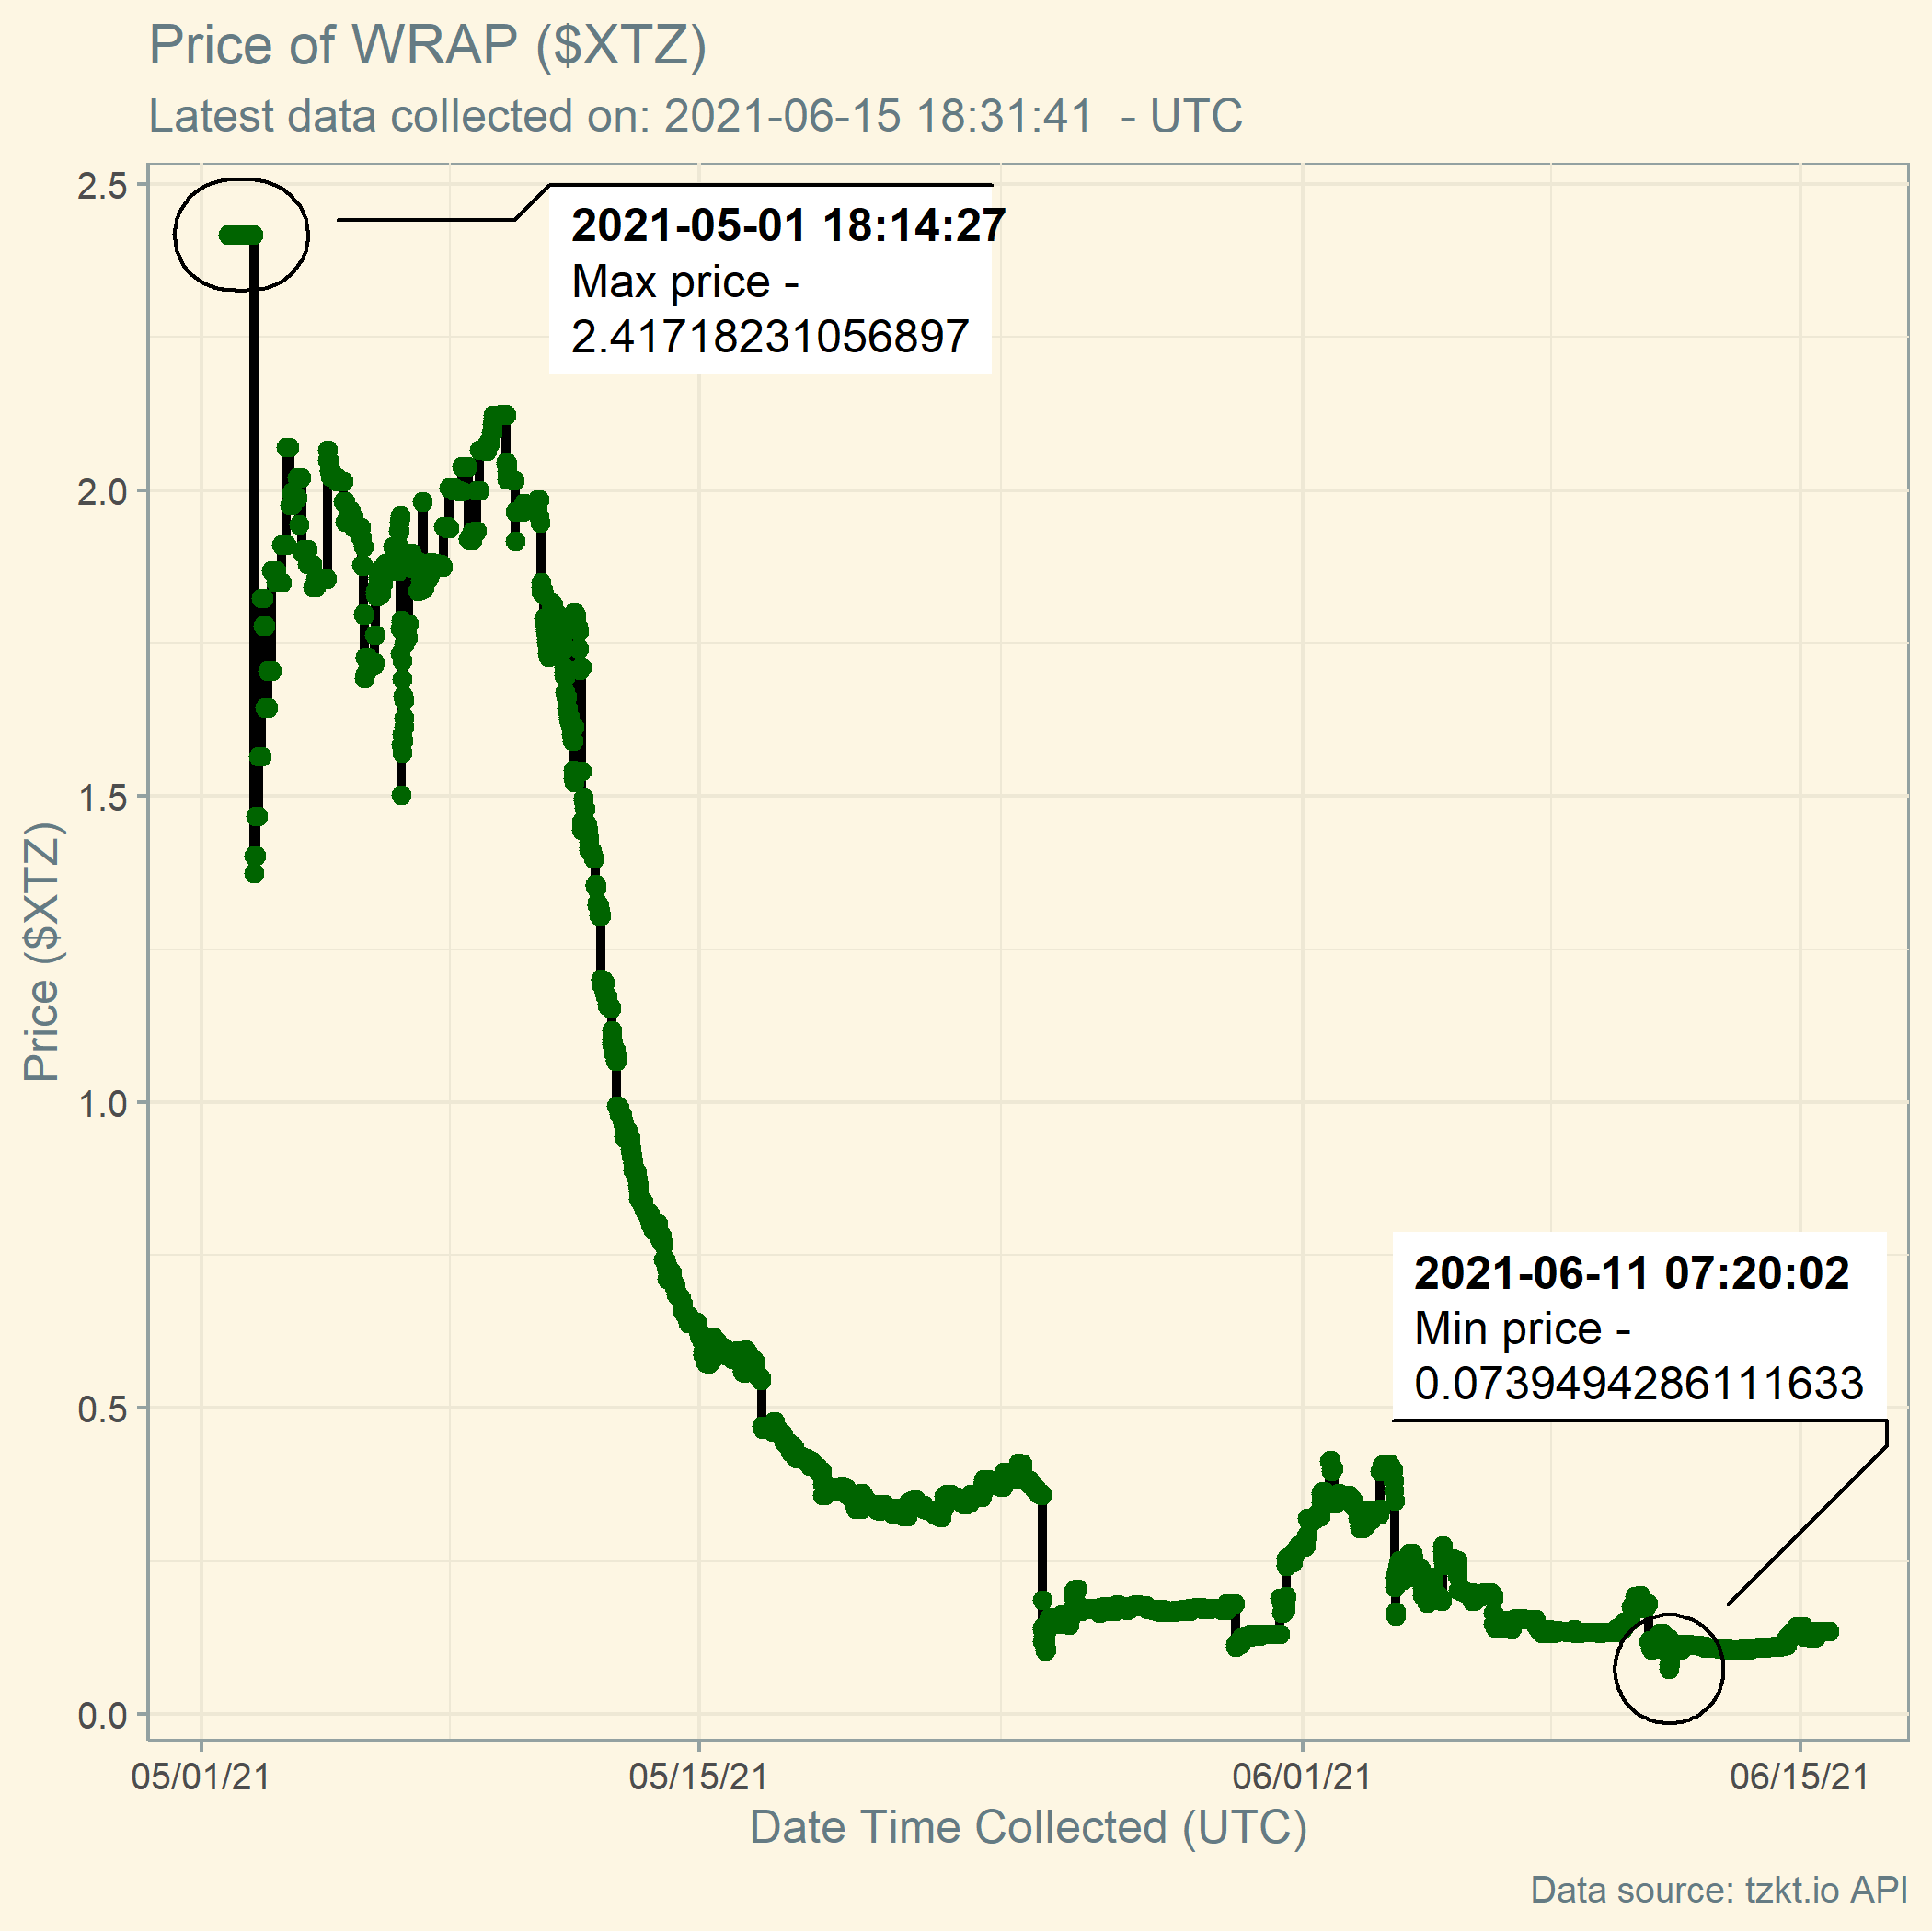 Price of WRAP ($XTZ)
Latest data collected on: 2021-06-15 18:31:41  - UTC
2.5
2.0
1.5
1.0
0.5
0.0
Price ($XTZ)
2021-05-01 18:14:27
Max price -
2.41718231056897
2021-06-11 07:20:02
Min price -
0.0739494286111633
05/01/21
05/15/21
06/01/21
06/15/21
Date Time Collected (UTC)
Data source: tzkt.io API